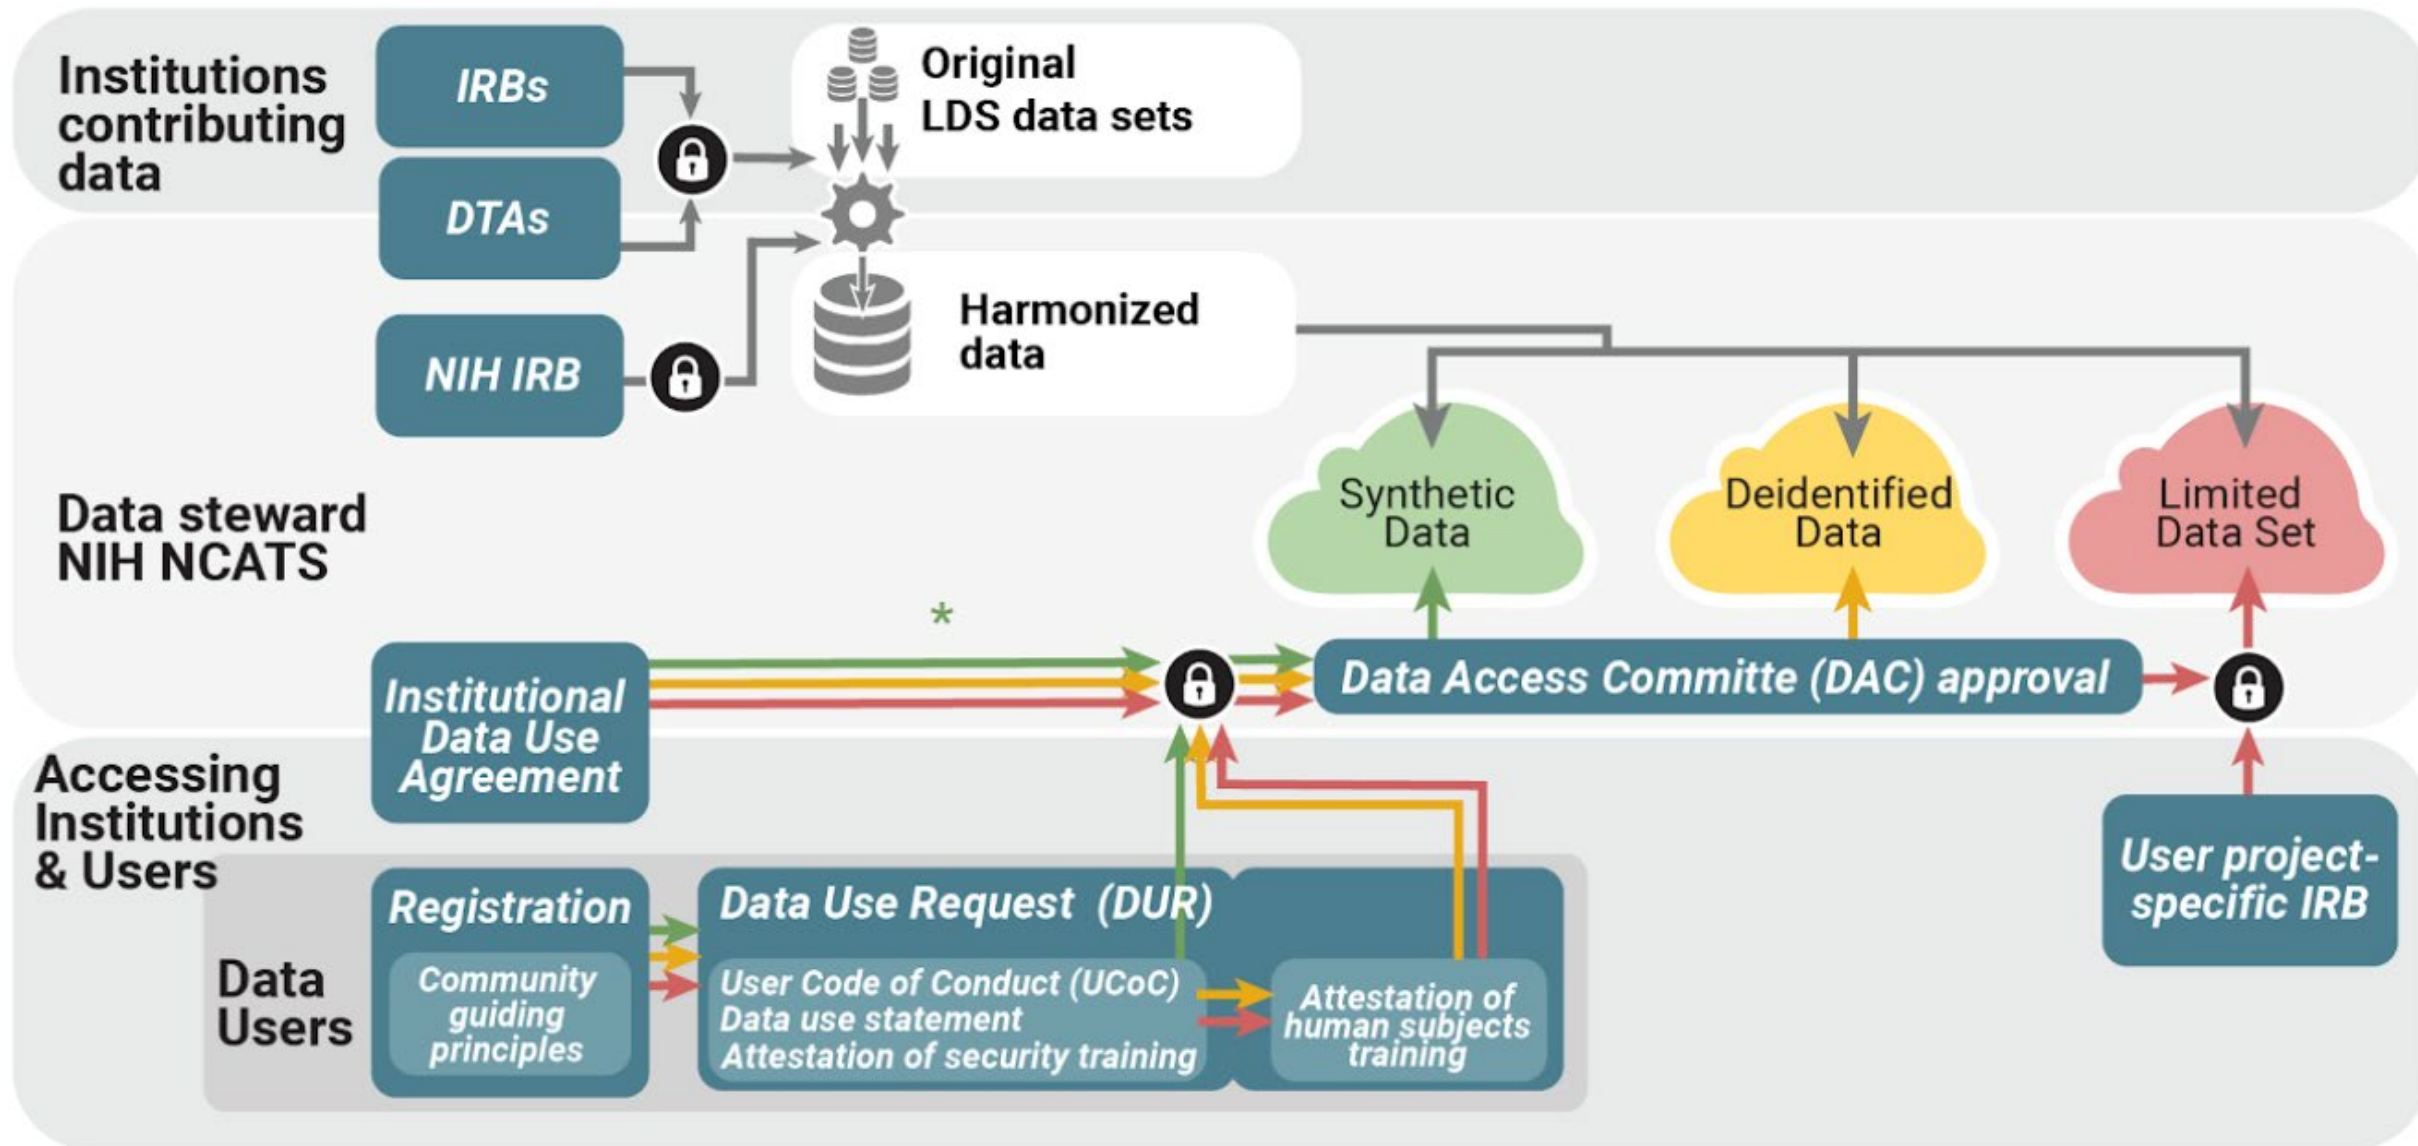 Institutions
contributing
data
IRBs
DTAs
Original
LDS data sets
NIH IRB
Harmonized
data
Data steward
NIH NCATS
Synthetic
Data
Deidentified
Data
Limited
Data Set
*
Institutional
Data Use
Agreement
Data Access Committe (DAC) approval
Accessing
Institutions
& Users
Data
Users
Registration
Community
guiding
principles
Data Use Request (DUR)
User Code of Conduct (UCoC)
Data use statement
Attestation of security training
Attestation of
human subjects
training
User project-
specific IRB